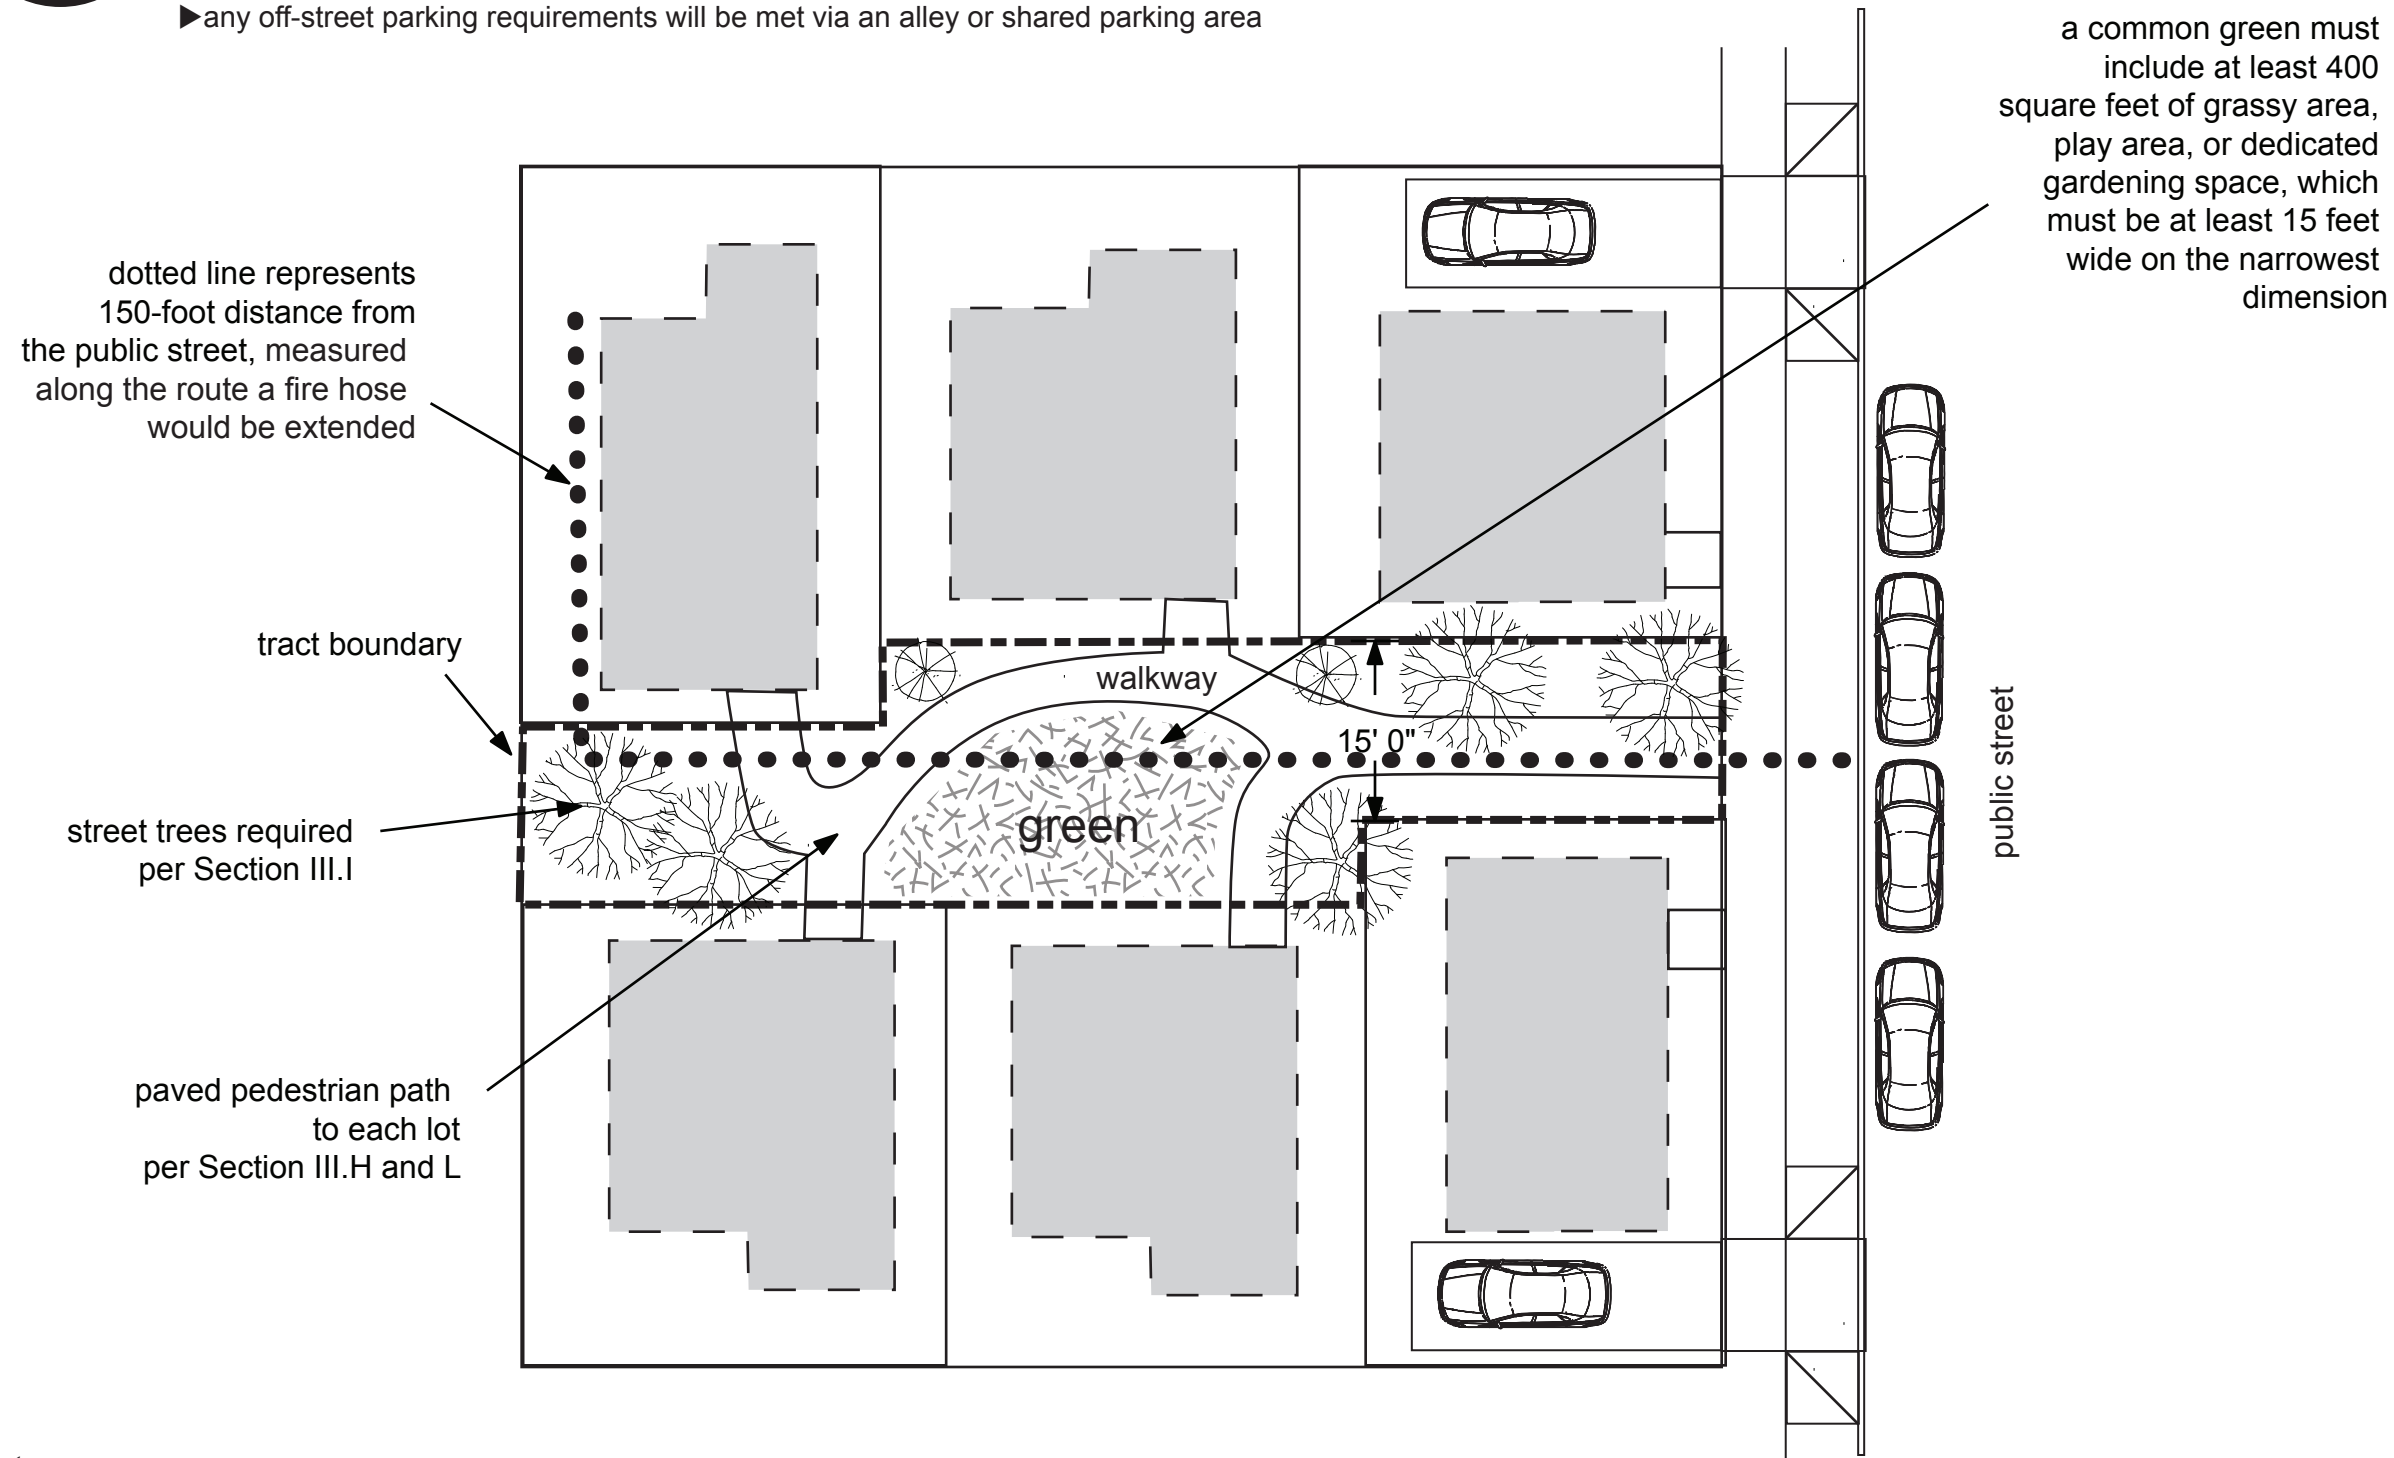 ▶any off-street parking requirements will be met via an alley or shared parking area
a common green must
include at least 400
square feet of grassy area,
play area, or dedicated
gardening space, which
must be at least 15 feet
wide on the narrowest
dimension
dotted line represents
150-foot distance from
the public street, measured
along the route a fire hose
would be extended
tract boundary
walkway
15' 0"
green
public street
street trees required
per Section III.I
paved pedestrian path
to each lot
per Section III.H and L